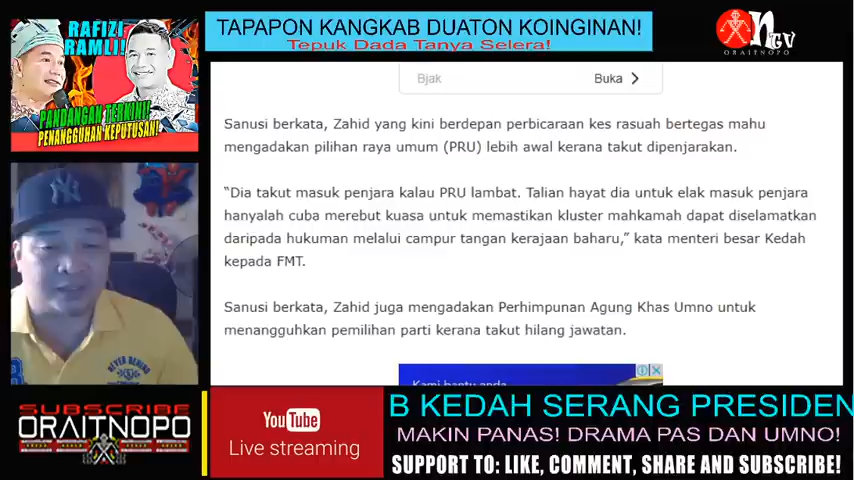 RAFIZI
RAMLI!
PANDANGAN TERKINI!
PENANGGUHAN KEPUTUSAN!
TAPAPON KANGKAB DUATON KOINGINAN!
Tepuk Dada Tanya Selera!
n
TV
ORAITNOPO
Bjak
Buka
Sanusi berkata, Zahid yang kini berdepan perbicaraan kes rasuah bertegas mahu
mengadakan pilihan raya umum (PRU) lebih awal kerana takut dipenjarakan.
“Dia takut masuk penjara kalau PRU lambat. Talian hayat dia untuk elak masuk penjara
hanyalah cuba merebut kuasa untuk memastikan kluster mahkamah dapat diselamatkan
daripada hukuman melalui campur tangan kerajaan baharu,” kata menteri besar Kedah
kepada FMT.
Sanusi berkata, Zahid juga mengadakan Perhimpunan Agung Khas Umno untuk
menangguhkan pemilihan parti kerana takut hilang jawatan.
Kami bantu anda
SUBSCRIBE
ORAITNOPO
YouTube
Live streaming
B KEDAH SERANG PRESIDEN
MAKIN PANAS! DRAMA PAS DAN UMNO!
SUPPORT TO: LIKE, COMMENT, SHARE AND SUBSCRIBE!